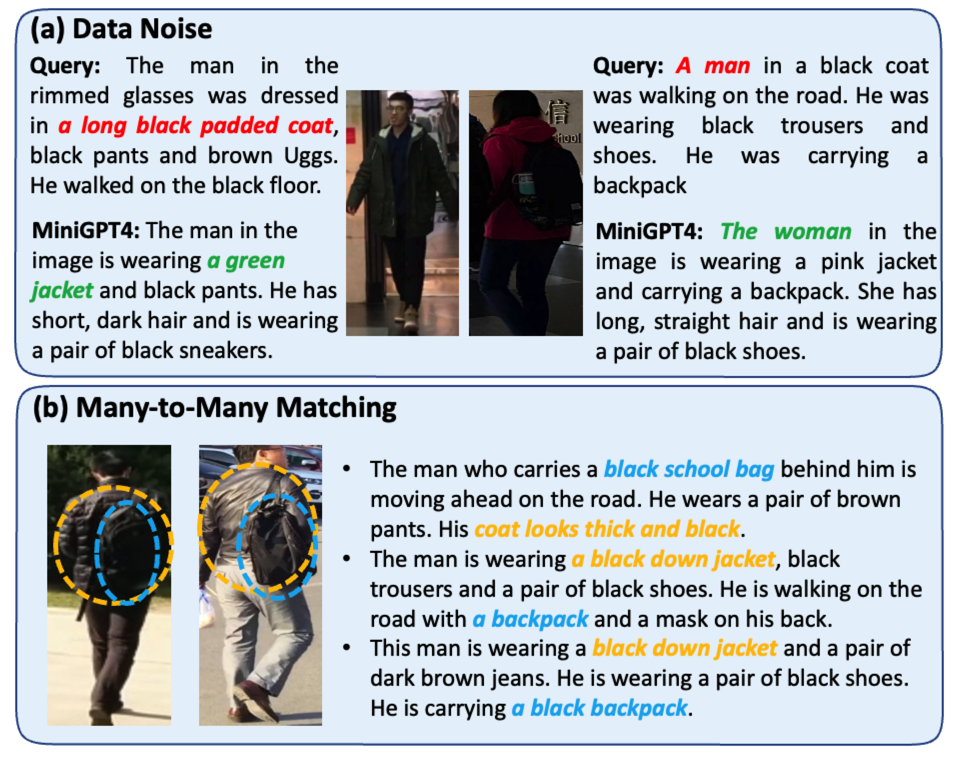 (a) Data Noise
Query: The man in the
rimmed glasses was dressed
in a long black padded coat,
black pants and brown Uggs.
He walked on the black floor.
MiniGPT4: The man in the
image is wearing a green
jacket and black pants. He has
short, dark hair and is wearing
a pair of black sneakers.
信
hool
Query: A man in a black coat
was walking on the road. He was
wearing black trousers and
shoes. He was carrying a
backpack
MiniGPT4: The woman in the
image is wearing a pink jacket
and carrying a backpack. She has
long, straight hair and is wearing
a pair of black shoes.
(b) Many-to-Many Matching
• The man who carries a black school bag behind him is
moving ahead on the road. He wears a pair of brown
pants. His coat looks thick and black.
• The man is wearing a black down jacket, black
trousers and a pair of black shoes. He is walking on the
road with a backpack and a mask on his back.
• This man is wearing a black down jacket and a pair of
dark brown jeans. He is wearing a pair of black shoes.
He is carrying a black backpack.